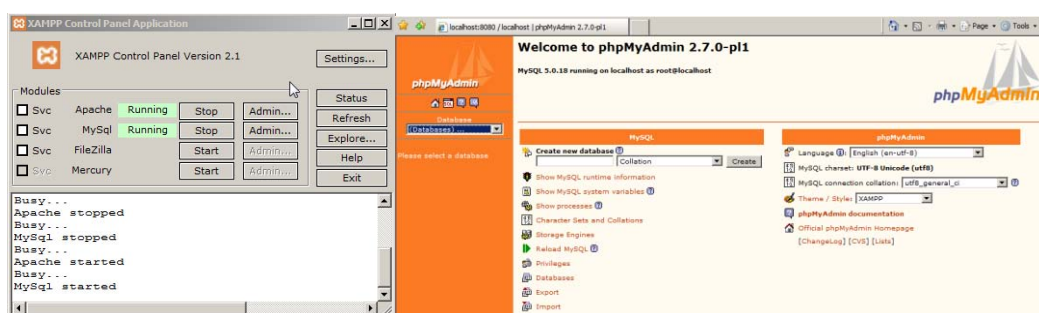 XAMPP Control Panel Application
XAMPP Control Panel Version 2.1
Settings...
Modules
Svc Apache Running Stop Admin...
Svc MySql Running Stop Admin...
Svc FileZilla Start Admin...
Svc Mercury Start Admin...
Status
Refresh
Explore...
Help
Exit
Busy...
Apache stopped
Busy...
MySql stopped
Busy...
Apache started
Busy...
MySql started
localhost:8080 / localhost | phpMyAdmin 2.7.0-pl1
Page
Tools
phpMyAdmin
Database
(Databases) ...
Please select a database
Welcome to phpMyAdmin 2.7.0-pl1
MySQL 5.0.18 running on localhost as root@localhost
phpMyAdmin
MySQL
Create new database
Collation Create
Show MySQL runtime information
Show MySQL system variables
Show processes
Character Sets and Collations
Storage Engines
Reload MySQL
Privileges
Databases
Export
Import
phpMyAdmin
Language: English (en-utf-8)
MySQL charset: UTF-8 Unicode (utf8)
MySQL connection collation: utf8_general_ci
Theme / Style: XAMPP
phpMyAdmin documentation
Official phpMyAdmin Homepage
[ChangeLog] [CVS] [Lists]